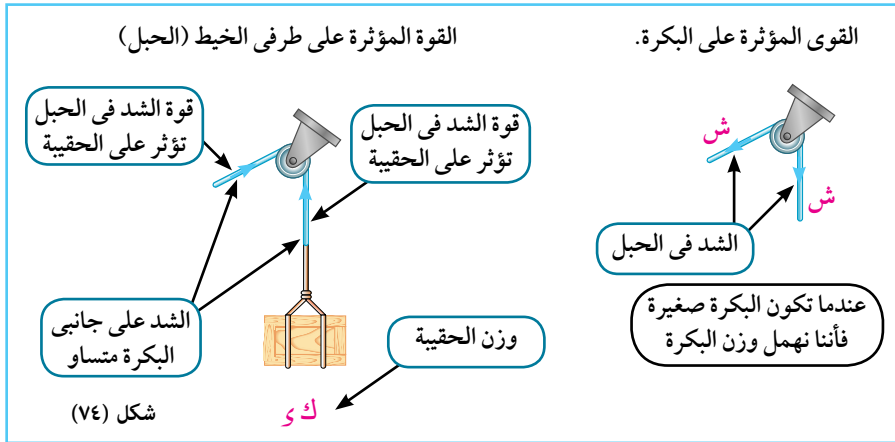 القوى المؤثرة على البكرة.
ش
ش
الشد فى الحبل
عندما تكون البكرة صغيرة
فأننا نهمل وزن البكرة
القوة المؤثرة على طرفى الخيط (الحبل)
قوة الشد فى الحبل
تؤثر على الحقيبة
قوة الشد فى الحبل
تؤثر على الحقيبة
الشد على جانبى
البكرة متساو
وزن الحقيبة
ك ى
شكل (٧٤)